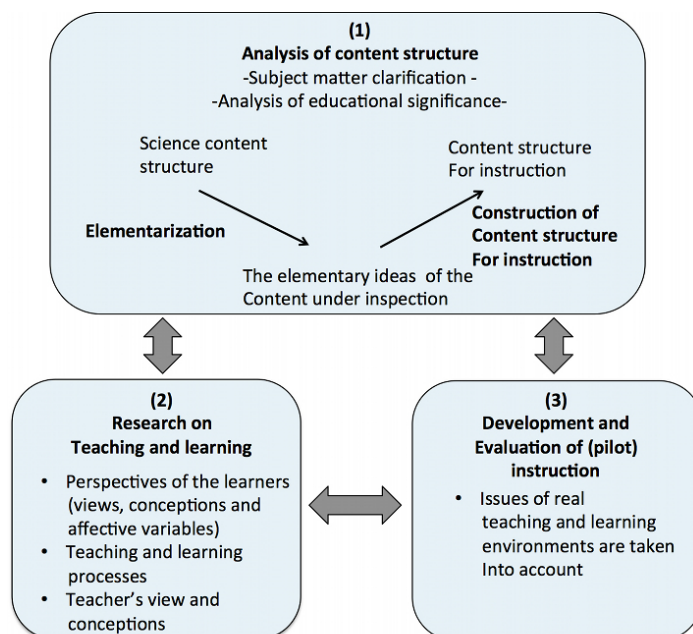 (1)
Analysis of content structure
-Subject matter clarification -
-Analysis of educational significance-
Science content
structure
Content structure
For instruction
Elementarization
Construction of
Content structure
For instruction
The elementary ideas of the
Content under inspection
(2)
Research on
Teaching and learning
• Perspectives of the learners
(views, conceptions and
affective variables)
• Teaching and learning
processes
• Teacher's view and
conceptions
(3)
Development and
Evaluation of (pilot)
instruction
• Issues of real
teaching and learning
environments are taken
Into account